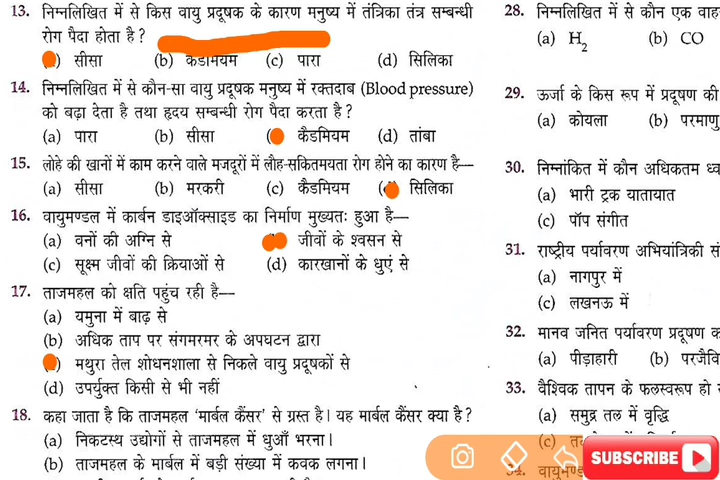 13. निम्नलिखित में से किस वायु प्रदूषक के कारण मनुष्य में तंत्रिका तंत्र सम्बन्धी
रोग पैदा होता है?
सीसा (b) कैडमियम (c) पारा (d) सिलिका
14. निम्नलिखित में से कौन-सा वायु प्रदूषक मनुष्य में रक्तदाब (Blood pressure)
को बढ़ा देता है तथा हृदय सम्बन्धी रोग पैदा करता है?
(a) पारा (b) सीसा कैडमियम (d) तांबा
15. लोहे की खानों में काम करने वाले मजदूरों में लौह-सकितमयता रोग होने का कारण है—
(a) सीसा (b) मरकरी (c) कैडमियम सिलिका
16. वायुमण्डल में कार्बन डाइऑक्साइड का निर्माण मुख्यतः हुआ है—
(a) वनों की अग्नि से जीवों के श्वसन से
(c) सूक्ष्म जीवों की क्रियाओं से (d) कारखानों के धुएं से
17. ताजमहल को क्षति पहुंच रही है—
(a) यमुना में बाढ़ से
(b) अधिक ताप पर संगमरमर के अपघटन द्वारा
मथुरा तेल शोधनशाला से निकले वायु प्रदूषकों से
(d) उपर्युक्त किसी से भी नहीं
18. कहा जाता है कि ताजमहल 'मार्बल कैंसर' से ग्रस्त है। यह मार्बल कैंसर क्या है?
(a) निकटस्थ उद्योगों से ताजमहल में धुआँ भरना।
(b) ताजमहल के मार्बल में बड़ी संख्या में कवक लगना।
28. निम्नलिखित में से कौन एक वाह
(a) H₂ (b) CO
29. ऊर्जा के किस रूप में प्रदूषण की
(a) कोयला (b) परमाणु
30. निम्नांकित में कौन अधिकतम ध्व
(a) भारी ट्रक यातायात
(c) पॉप संगीत
31. राष्ट्रीय पर्यावरण अभियांत्रिकी सं
(a) नागपुर में
(c) लखनऊ में
32. मानव जनित पर्यावरण प्रदूषण क
(a) पीड़ाहारी (b) परजैवि
33. वैश्विक तापन के फलस्वरूप हो
(a) समुद्र तल में वृद्धि
(c)
34. वायुमण्ड
SUBSCRIBE